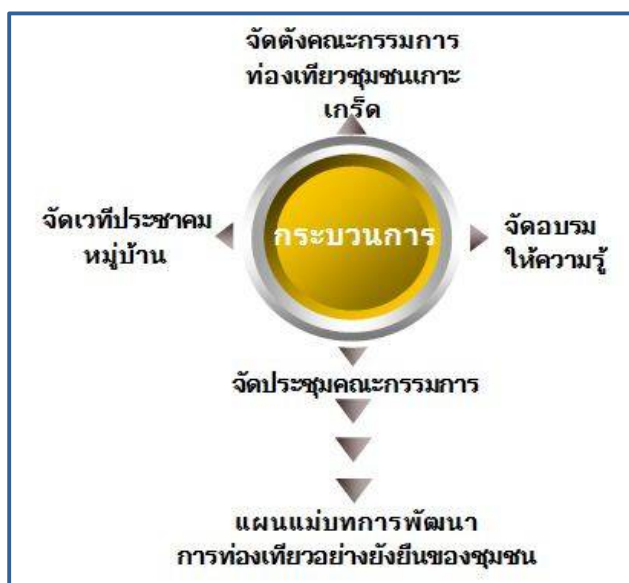 จัดตั้งคณะกรรมการ
ท่องเที่ยวชุมชนเกาะ
เกร็ด
จัดเวทีประชาคม
หมู่บ้าน
กระบวนการ
จัดอบรม
ให้ความรู้
จัดประชุมคณะกรรมการ
แผนแม่บทการพัฒนา
การท่องเที่ยวอย่างยั่งยืนของชุมชน